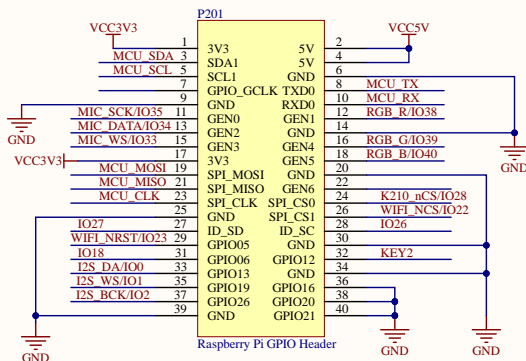 P201
VCC3V3 VCC5V
1 3V3 5V 2
MCU_SDA 3 SDA1 5V 4
MCU_SCL 5 SCL1 GND 6
7 GPIO_GCLK TXD0 8 MCU_TX
9 GND RXD0 10 MCU_RX
MIC_SCK/IO35 11 GEN0 GEN1 12 RGB_R/IO38
GND MIC_DATA/IO34 13 GEN2 GND 14
MIC_WS/IO33 15 GEN3 GEN4 16 RGB_G/IO39 GND
VCC3V3 17 3V3 GEN5 18 RGB_B/IO40
MCU_MOSI 19 SPI_MOSI GND 20
MCU_MISO 21 SPI_MISO GEN6 22
MCU_CLK 23 SPI_CLK SPI_CS0 24 K210_nCS/IO28
25 GND SPI_CS1 26 WIFI_NCS/IO22
IO27 27 ID_SD ID_SC 28 IO26
WIFI_NRST/IO23 29 GPIO05 GND 30
IO18 31 GPIO06 GPIO12 32 KEY2
I2S_DA/IO0 33 GPIO13 GND 34
I2S_WS/IO1 35 GPIO19 GPIO16 36
I2S_BCK/IO2 37 GPIO26 GPIO20 38
39 GND GPIO21 40
Raspberry Pi GPIO Header
GND GND GND